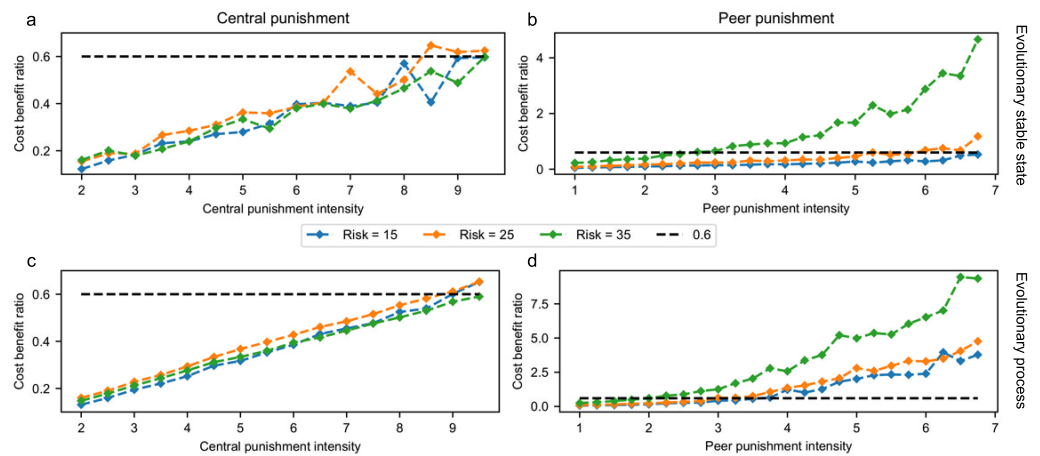 a
Central punishment
b
Peer punishment
Cost benefit ratio
0.6
0.4
0.2
2 3 4 5 6 7 8 9
Central punishment intensity
Cost benefit ratio
4
2
0
1 2 3 4 5 6 7
Peer punishment intensity
Evolutionary stable state
Risk = 15 Risk = 25 Risk = 35 0.6
c
Cost benefit ratio
0.6
0.4
0.2
2 3 4 5 6 7 8 9
Central punishment intensity
d
Cost benefit ratio
7.5
5.0
2.5
0.0
1 2 3 4 5 6 7
Peer punishment intensity
Evolutionary process